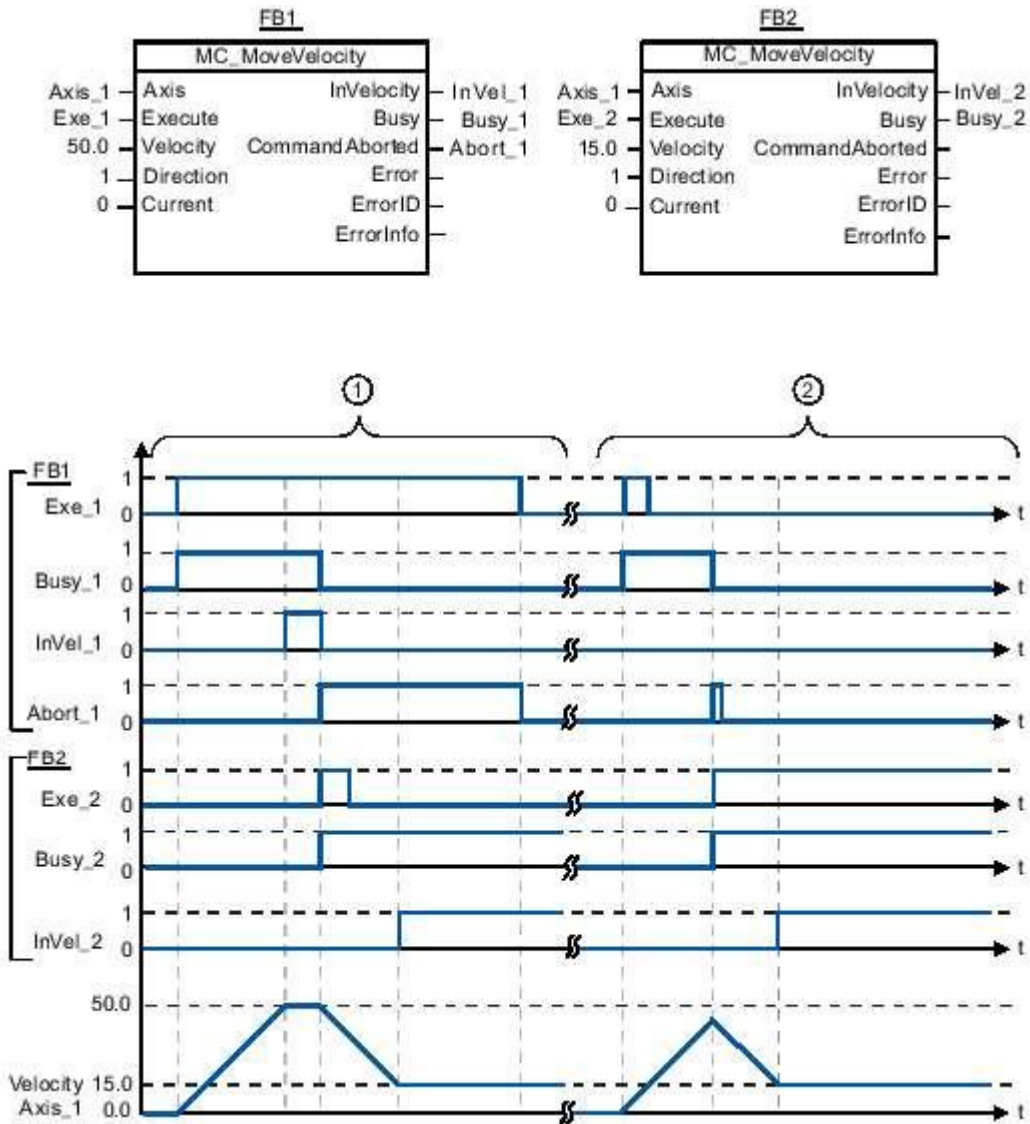 FB1
MC_MoveVelocity
Axis_1 Axis InVelocity InVel_1
Exe_1 Execute Busy Busy_1
50.0 Velocity CommandAborted Abort_1
1 Direction Error
0 Current ErrorID
ErrorInfo
FB2
MC_MoveVelocity
Axis_1 Axis InVelocity InVel_2
Exe_2 Execute Busy Busy_2
15.0 Velocity CommandAborted
1 Direction Error
0 Current ErrorID
ErrorInfo
1 2
FB1
1
Exe_1 0 t
1
Busy_1 0 t
1
InVel_1 0 t
1
Abort_1 0 t
FB2
1
Exe_2 0 t
1
Busy_2 0 t
1
InVel_2 0 t
50.0
Velocity 15.0
Axis_1 0.0 t